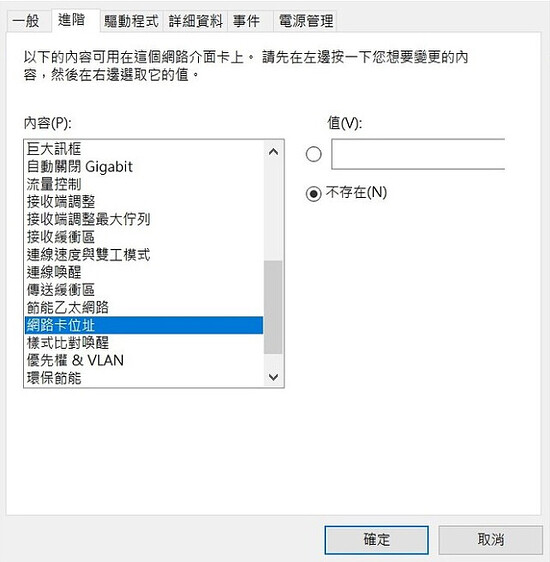 一般
進階
驅動程式
詳細資料
事件
電源管理
以下的內容可用在這個網路介面卡上。 請先在左邊按一下您想要變更的內
容，然後在右邊選取它的值。
內容(P):
值(V):
巨大訊框
自動關閉 Gigabit
流量控制
接收端調整
接收端調整最大佇列
接收緩衝區
連線速度與雙工模式
連線喚醒
傳送緩衝區
節能乙太網路
網路卡位址
樣式比對喚醒
優先權 & VLAN
環保節能
不存在(N)
確定
取消